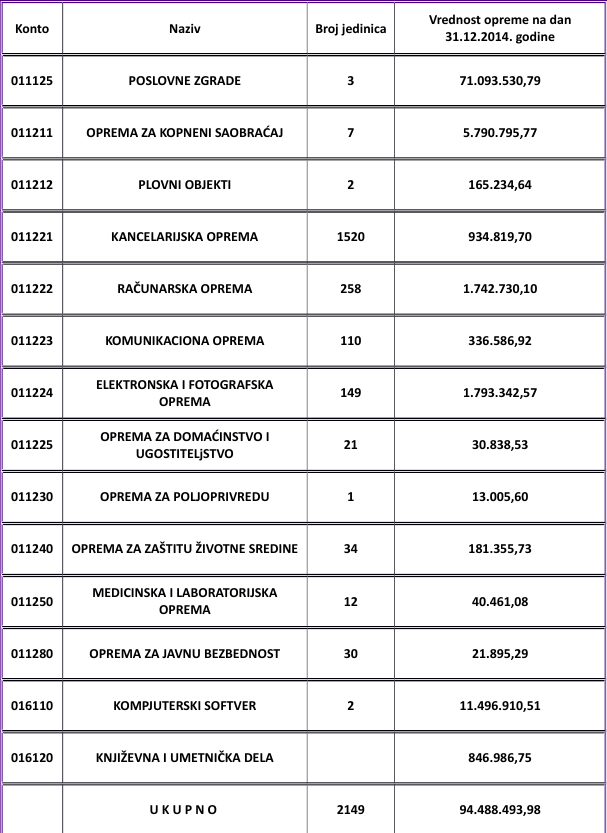 Konto Naziv Broj jedinica Vrednost opreme na dan
31.12.2014. godine
011125 POSLOVNE ZGRADE 3 71.093.530,79
011211 OPREMA ZA KOPNENI SAOBRAĆAJ 7 5.790.795,77
011212 PLOVNI OBJEKTI 2 165.234,64
011221 KANCELARIJSKA OPREMA 1520 934.819,70
011222 RAČUNARSKA OPREMA 258 1.742.730,10
011223 KOMUNIKACIONA OPREMA 110 336.586,92
011224 ELEKTRONSKA I FOTOGRAFSKA
OPREMA 149 1.793.342,57
011225 OPREMA ZA DOMAĆINSTVO I
UGOSTITELjSTVO 21 30.838,53
011230 OPREMA ZA POLJOPRIVREDU 1 13.005,60
011240 OPREMA ZA ZAŠTITU ŽIVOTNE SREDINE 34 181.355,73
011250 MEDICINSKA I LABORATORIJSKA
OPREMA 12 40.461,08
011280 OPREMA ZA JAVNU BEZBEDNOST 30 21.895,29
016110 KOMPJUTERSKI SOFTVER 2 11.496.910,51
016120 KNJIŽEVNA I UMETNIČKA DELA 846.986,75
U K U P N O 2149 94.488.493,98